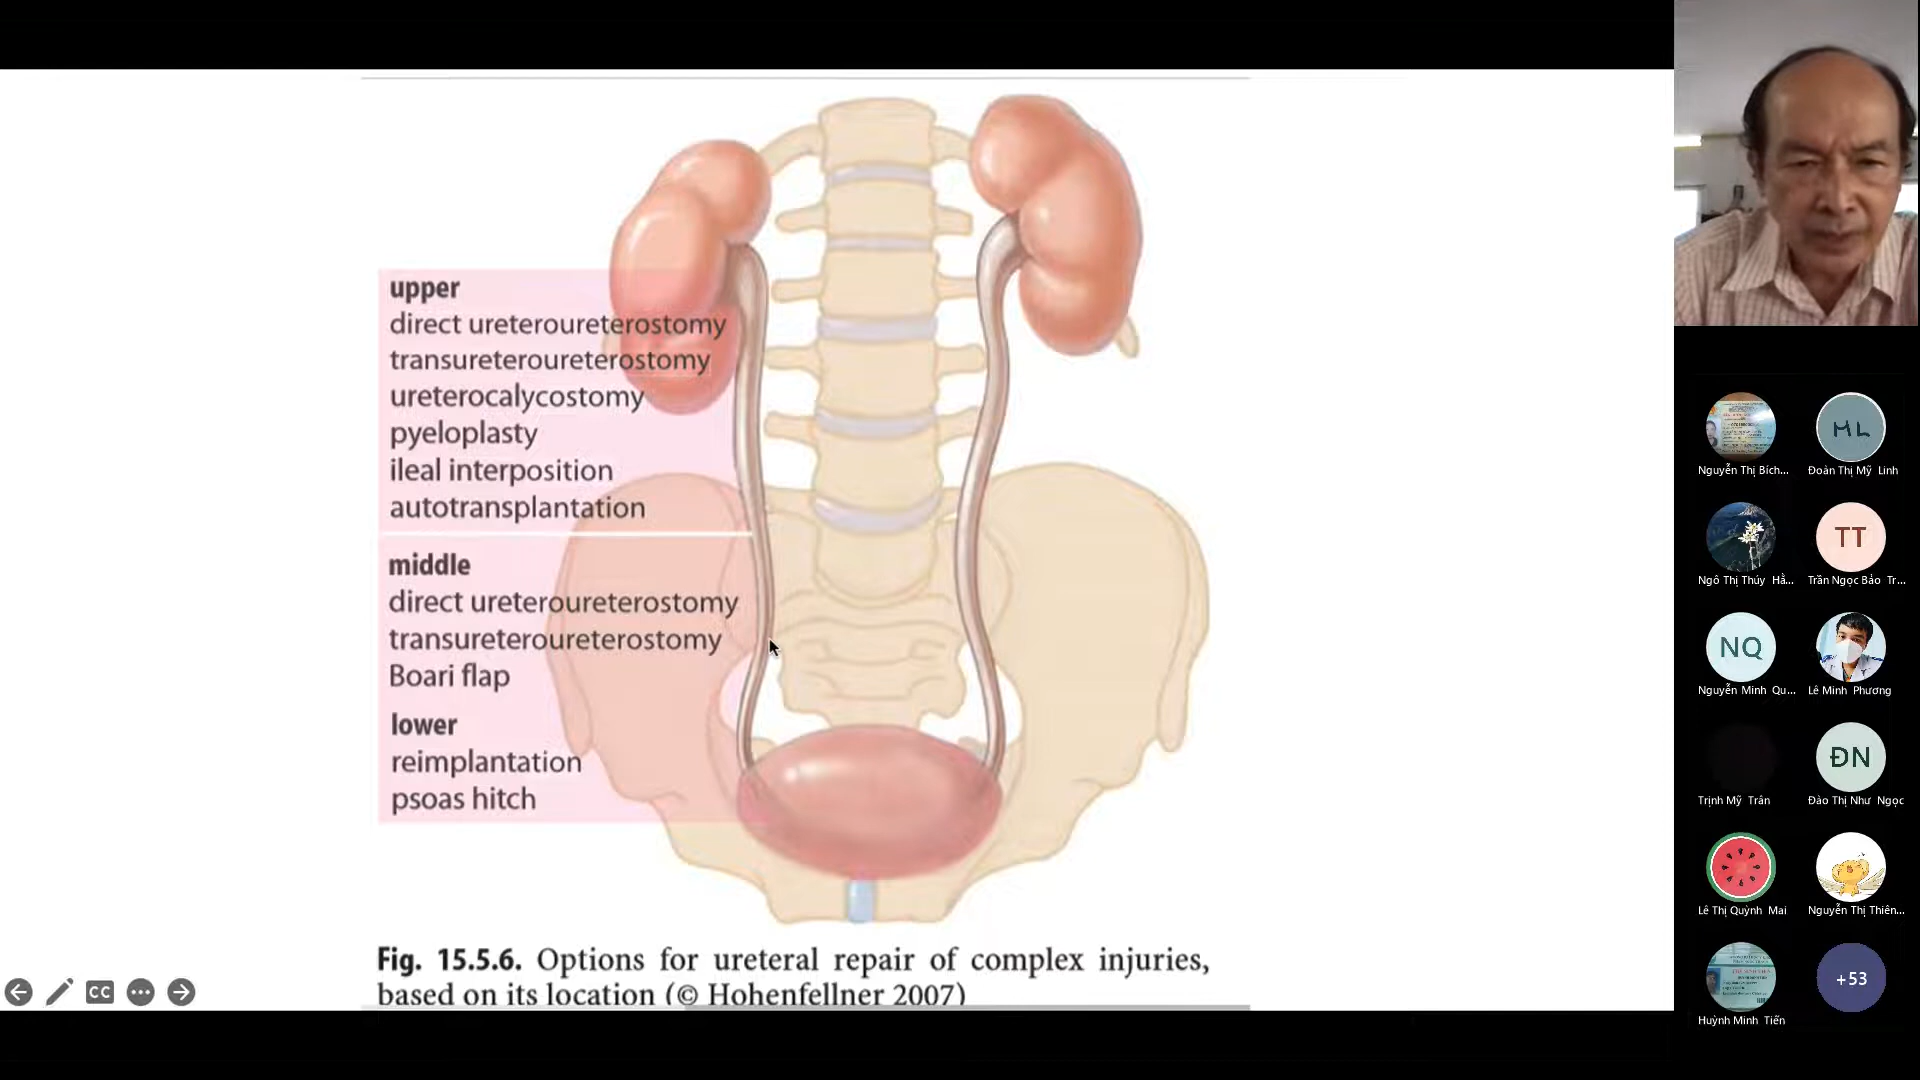 upper
direct ureteroureterostomy
transureteroureterostomy
ureterocalycostomy
pyeloplasty
ileal interposition
autotransplantation
middle
direct ureteroureterostomy
transureteroureterostomy
Boari flap
lower
reimplantation
psoas hitch
Fig. 15.5.6. Options for ureteral repair of complex injuries,
based on its location (© Hohenfellner 2007)
CC
ML
Nguyễn Thị Bích...
Đoàn Thị Mỹ Linh
TT
Ngô Thị Thúy Hằ...
Trần Ngọc Bảo Tr...
NQ
Nguyễn Minh Qu...
Lê Minh Phương
ĐN
Trịnh Mỹ Trân
Đào Thị Như Ngọc
Lê Thị Quỳnh Mai
Nguyễn Thị Thiên...
+53
Huỳnh Minh Tiến